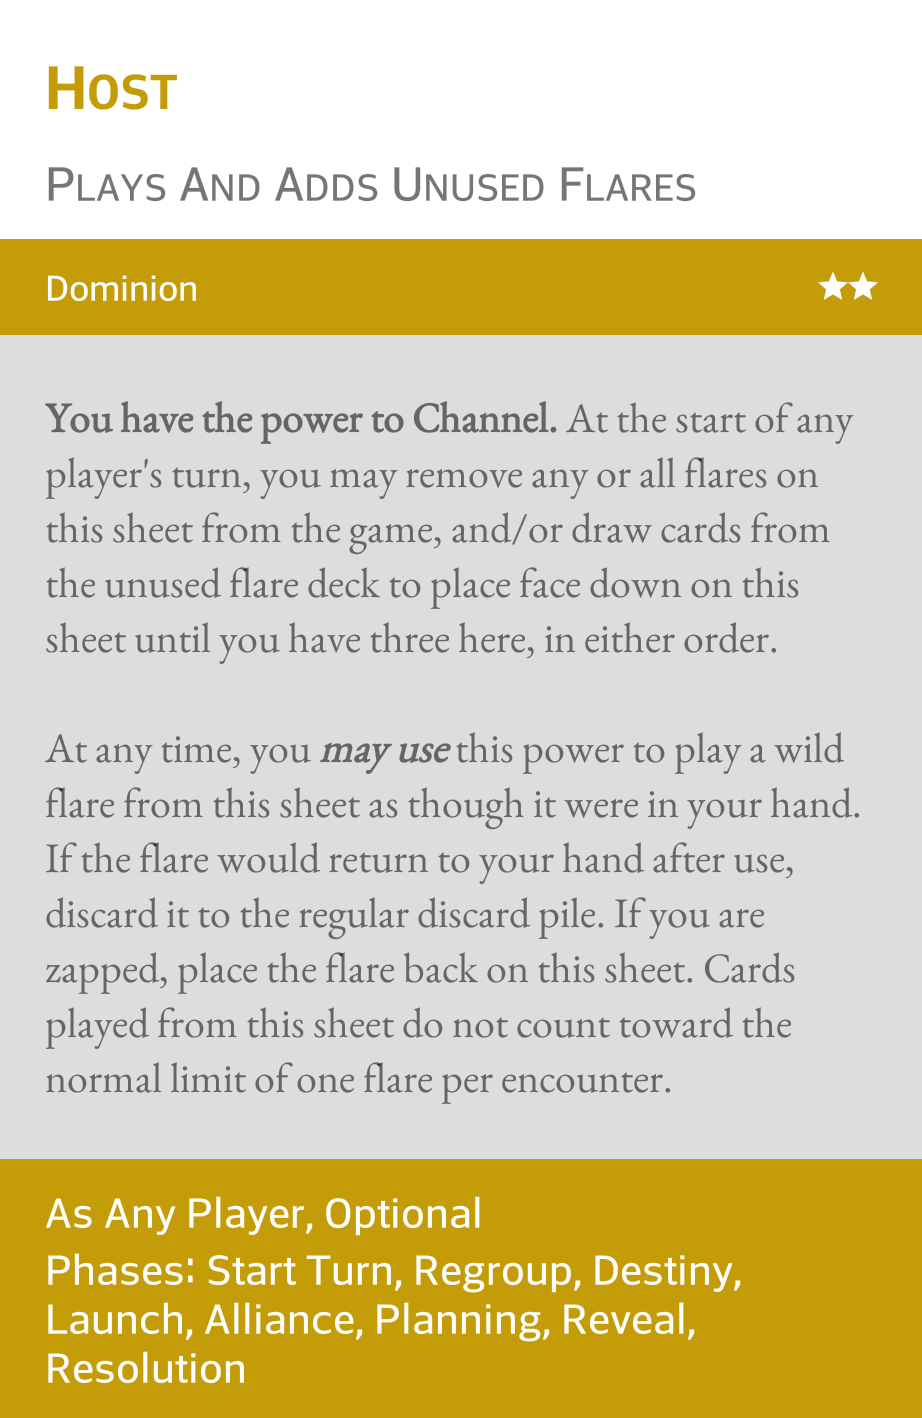 Host
Plays And Adds Unused Flares
Dominion ★★
You have the power to Channel. At the start of any
player's turn, you may remove any or all flares on
this sheet from the game, and/or draw cards from
the unused flare deck to place face down on this
sheet until you have three here, in either order.
At any time, you may use this power to play a wild
flare from this sheet as though it were in your hand.
If the flare would return to your hand after use,
discard it to the regular discard pile. If you are
zapped, place the flare back on this sheet. Cards
played from this sheet do not count toward the
normal limit of one flare per encounter.
As Any Player, Optional
Phases: Start Turn, Regroup, Destiny,
Launch, Alliance, Planning, Reveal,
Resolution